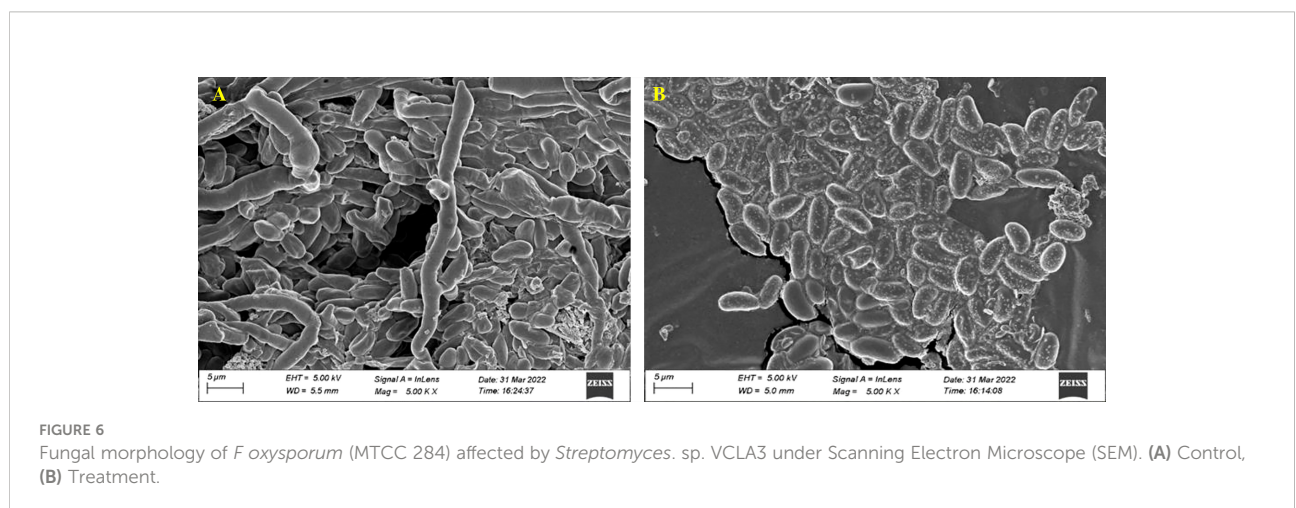 A
B
5 µm
EHT = 5.00 kV
WD = 5.5 mm
Signal A = InLens
Mag = 5.00 K X
Date: 31 Mar 2022
Time: 16:24:37
ZEISS
5 µm
EHT = 5.00 kV
WD = 5.0 mm
Signal A = InLens
Mag = 5.00 K X
Date: 31 Mar 2022
Time: 16:14:08
ZEISS
FIGURE 6
Fungal morphology of F oxysporum (MTCC 284) affected by Streptomyces. sp. VCLA3 under Scanning Electron Microscope (SEM). (A) Control,
(B) Treatment.